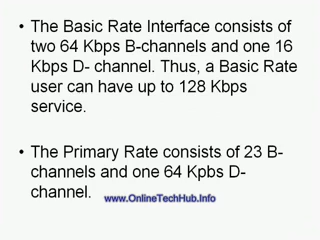 • The Basic Rate Interface consists of
two 64 Kbps B-channels and one 16
Kbps D- channel. Thus, a Basic Rate
user can have up to 128 Kbps
service.
• The Primary Rate consists of 23 B-
channels and one 64 Kpbs D-
channel.
www.OnlineTechHub.Info